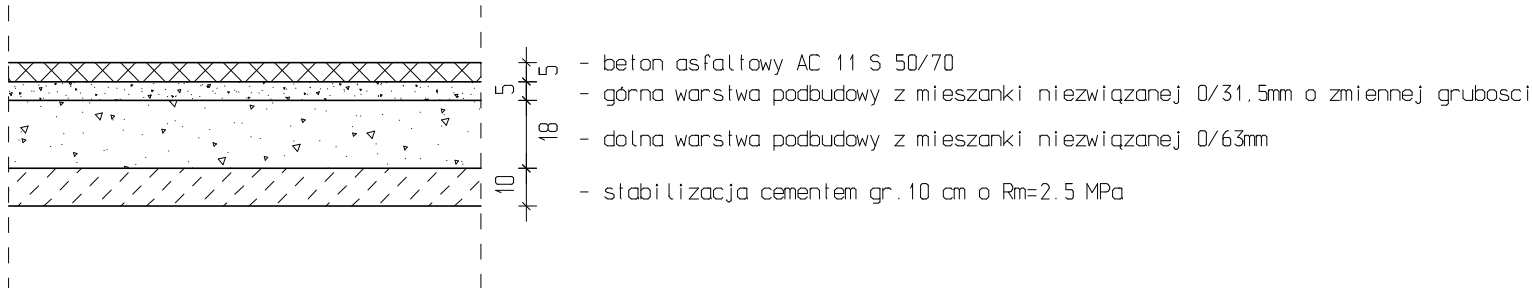 5 - beton asfaltowy AC 11 S 50/70
5 - górna warstwa podbudowy z mieszanki niezwiązanej 0/31,5mm o zmiennej grubosci
18 - dolna warstwa podbudowy z mieszanki niezwiązanej 0/63mm
10 - stabilizacja cementem gr.10 cm o Rm=2.5 MPa